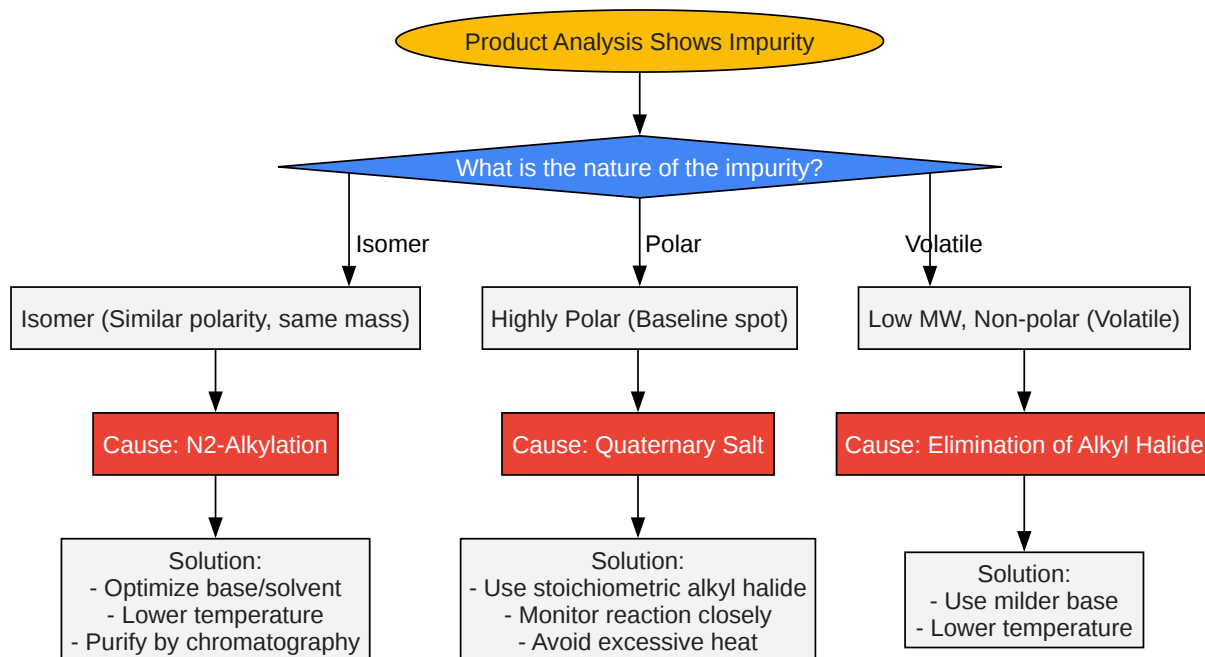 Product Analysis Shows Impurity
What is the nature of the impurity?
Isomer
Polar
Volatile
Isomer (Similar polarity, same mass)
Highly Polar (Baseline spot)
Low MW, Non-polar (Volatile)
Cause: N2-Alkylation
Cause: Quaternary Salt
Cause: Elimination of Alkyl Halide
Solution:
- Optimize base/solvent
- Lower temperature
- Purify by chromatography
Solution:
- Use stoichiometric alkyl halide
- Monitor reaction closely
- Avoid excessive heat
Solution:
- Use milder base
- Lower temperature